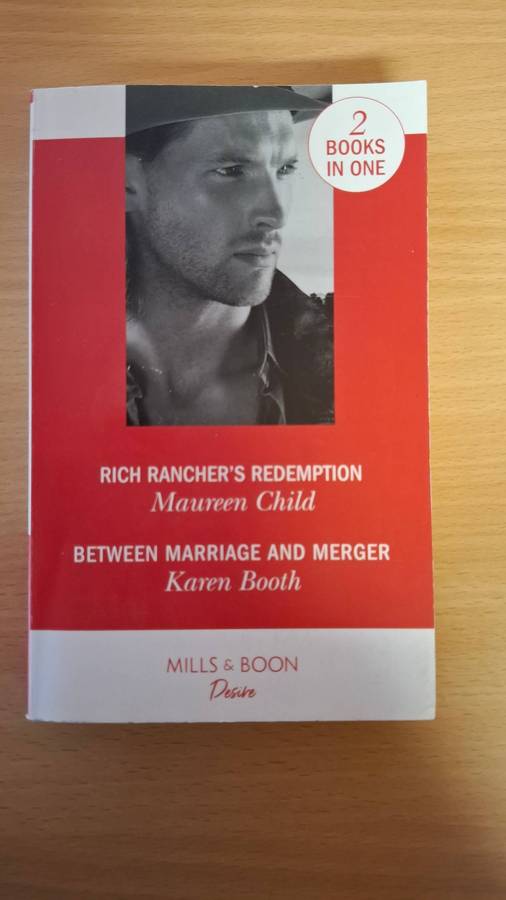 2
BOOKS
IN ONE
RICH RANCHER'S REDEMPTION
Maureen Child
BETWEEN MARRIAGE AND MERGER
Karen Booth
MILLS & BOON
Desire